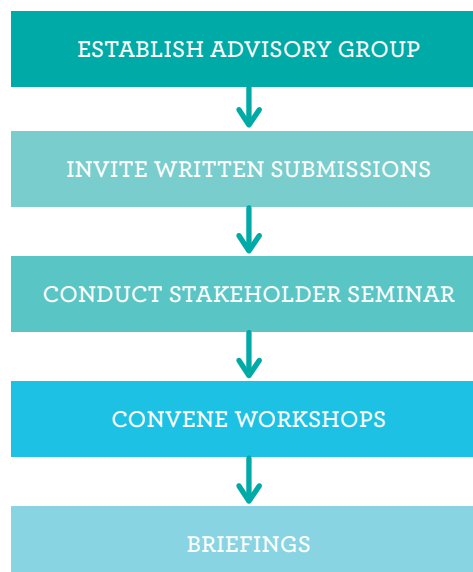 ESTABLISH ADVISORY GROUP
INVITE WRITTEN SUBMISSIONS
CONDUCT STAKEHOLDER SEMINAR
CONVENE WORKSHOPS
BRIEFINGS